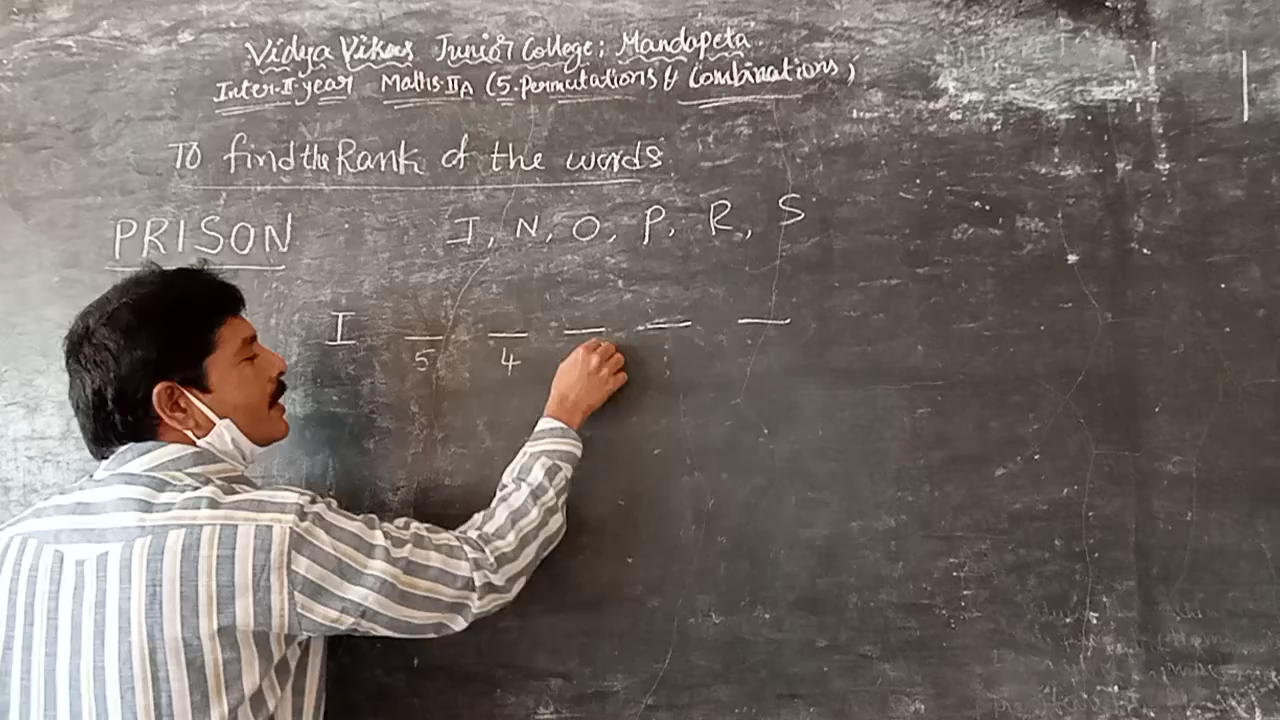 Vidya Vikas Junior College; Mandapeta
Inter-II-year Maths-IIA (5. Permutations & Combinations)
TO find the Rank of the words
PRISON I, N, O, P, R, S
I _ _ _ _ _
5 4